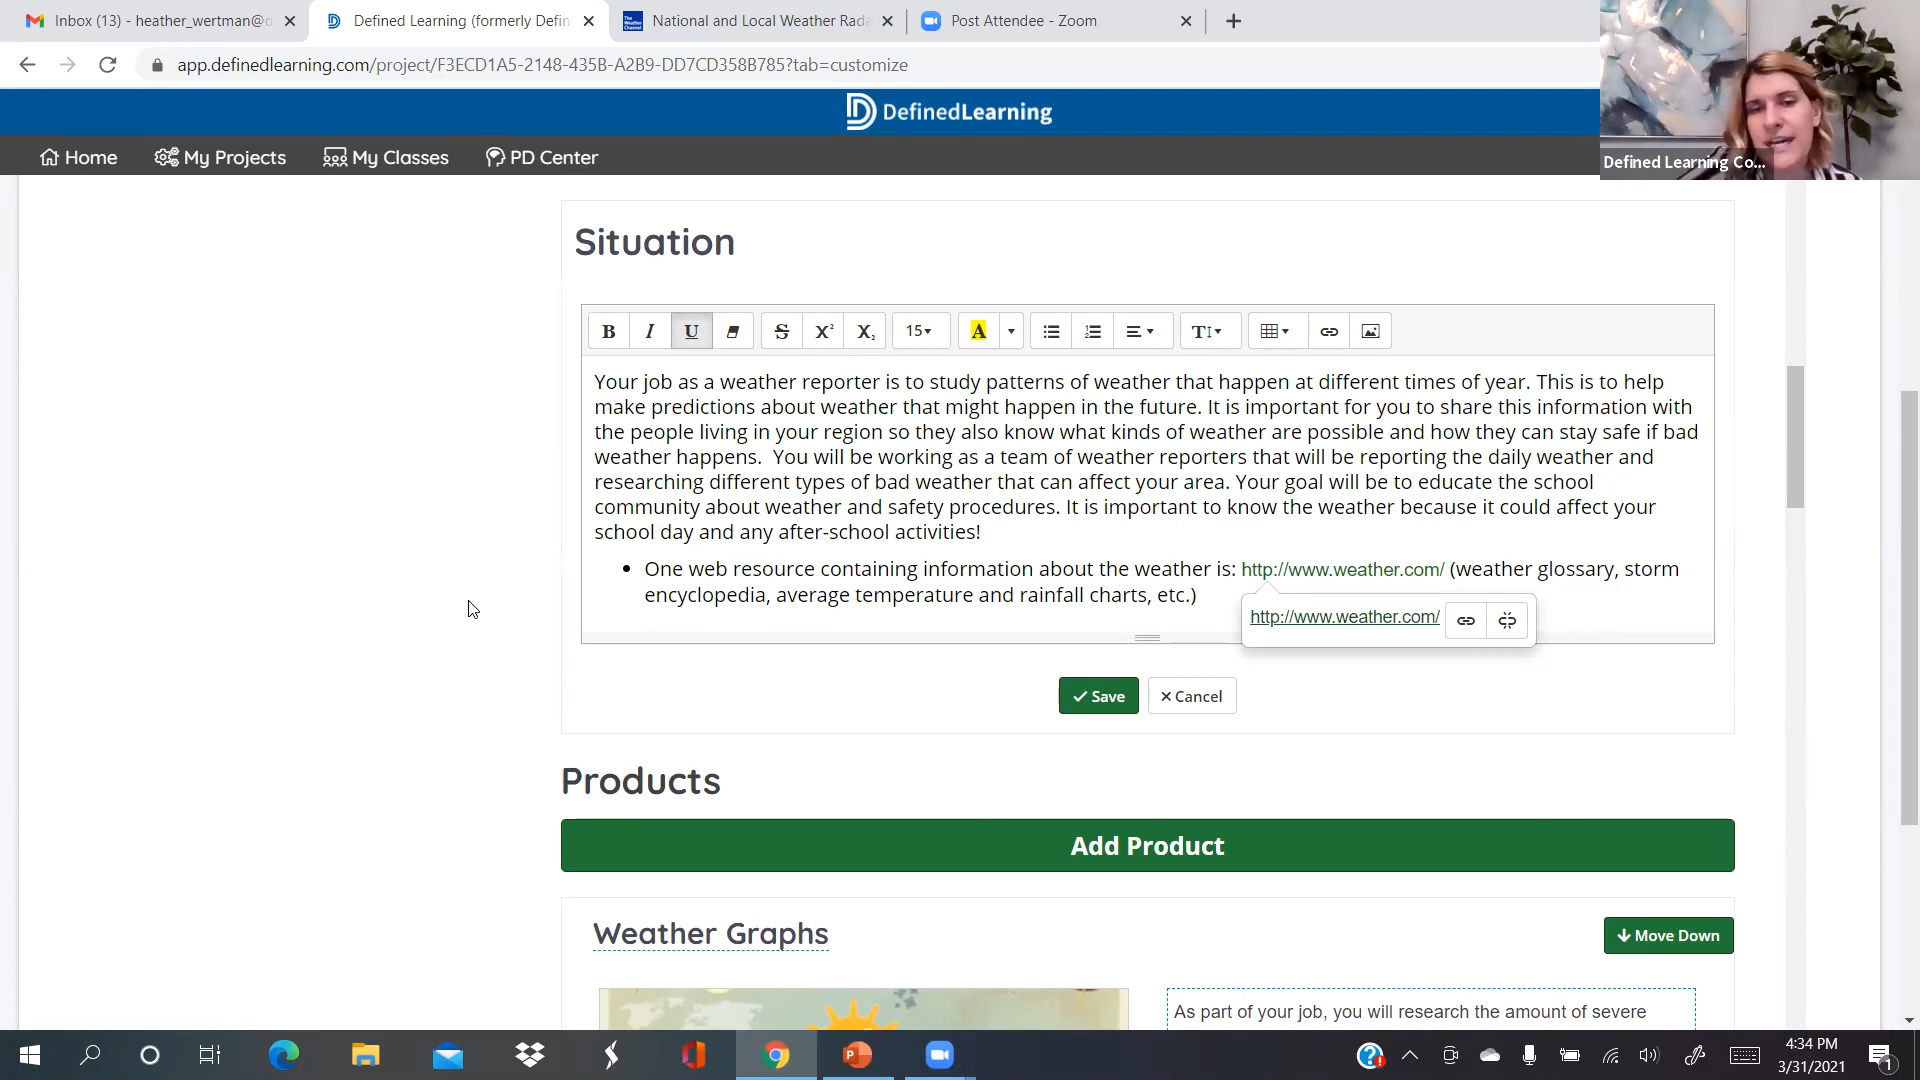 Inbox (13) - heather_wertman@d
Defined Learning (formerly Defin
National and Local Weather Rada
Post Attendee - Zoom
app.definedlearning.com/project/F3ECD1A5-2148-435B-A2B9-DD7CD358B785?tab=customize
DefinedLearning
Home
My Projects
My Classes
PD Center
Defined Learning Co...
Situation
B I U S X² X₂ 15 A T
Your job as a weather reporter is to study patterns of weather that happen at different times of year. This is to help
make predictions about weather that might happen in the future. It is important for you to share this information with
the people living in your region so they also know what kinds of weather are possible and how they can stay safe if bad
weather happens.  You will be working as a team of weather reporters that will be reporting the daily weather and
researching different types of bad weather that can affect your area. Your goal will be to educate the school
community about weather and safety procedures. It is important to know the weather because it could affect your
school day and any after-school activities!
• One web resource containing information about the weather is: http://www.weather.com/ (weather glossary, storm
encyclopedia, average temperature and rainfall charts, etc.)
http://www.weather.com/
Save
Cancel
Products
Add Product
Weather Graphs
Move Down
As part of your job, you will research the amount of severe
4:34 PM
3/31/2021
1